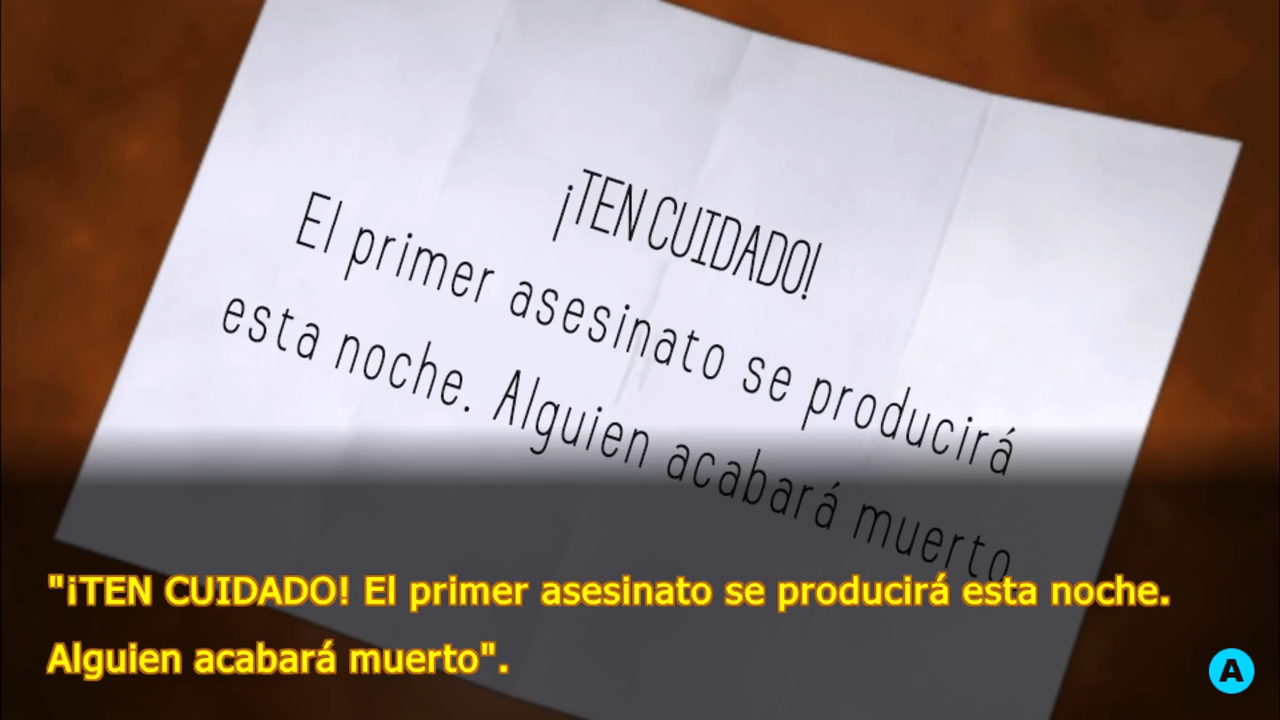 ¡TEN CUIDADO!
El primer asesinato se producirá
esta noche. Alguien acabará muerto
"¡TEN CUIDADO! El primer asesinato se producirá esta noche.
Alguien acabará muerto".
A